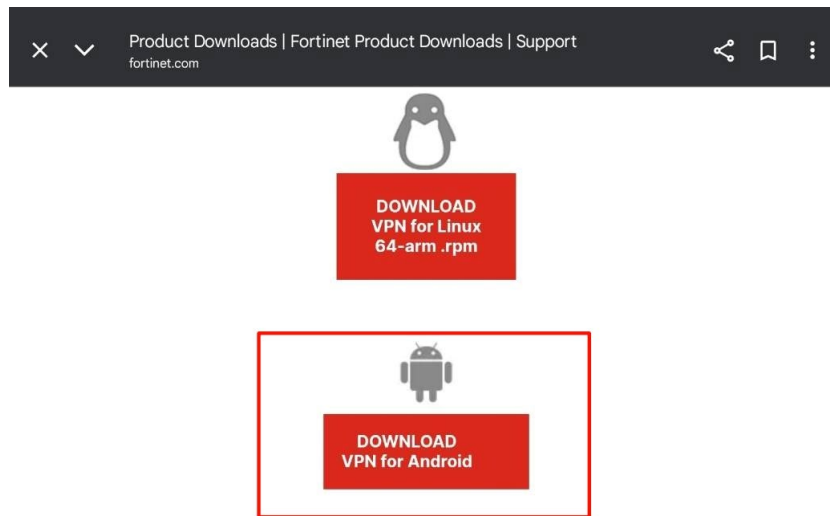 Product Downloads | Fortinet Product Downloads | Support
fortinet.com
DOWNLOAD
VPN for Linux
64-arm .rpm
DOWNLOAD
VPN for Android